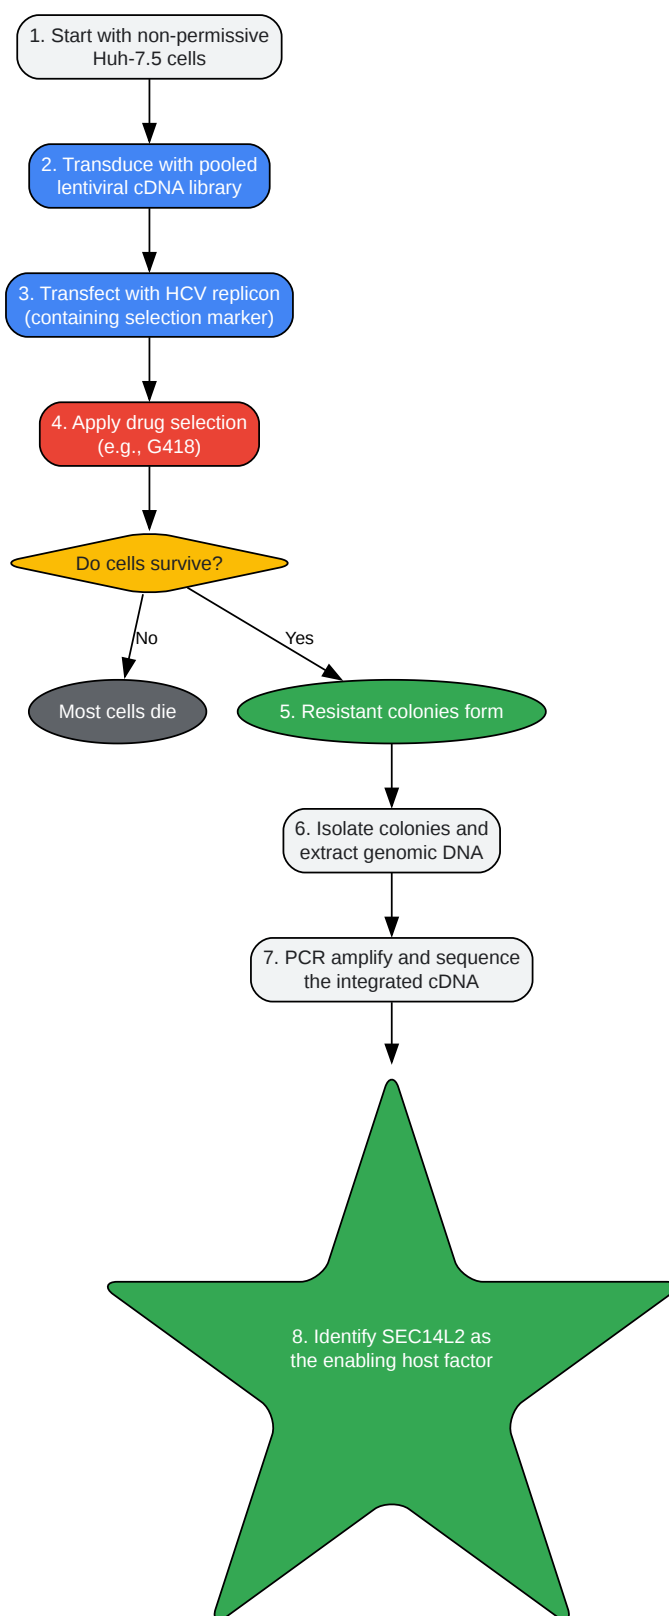 1. Start with non-permissive
Huh-7.5 cells
2. Transduce with pooled
lentiviral cDNA library
3. Transfect with HCV replicon
(containing selection marker)
4. Apply drug selection
(e.g., G418)
Do cells survive?
No
Yes
Most cells die
5. Resistant colonies form
6. Isolate colonies and
extract genomic DNA
7. PCR amplify and sequence
the integrated cDNA
8. Identify SEC14L2 as
the enabling host factor